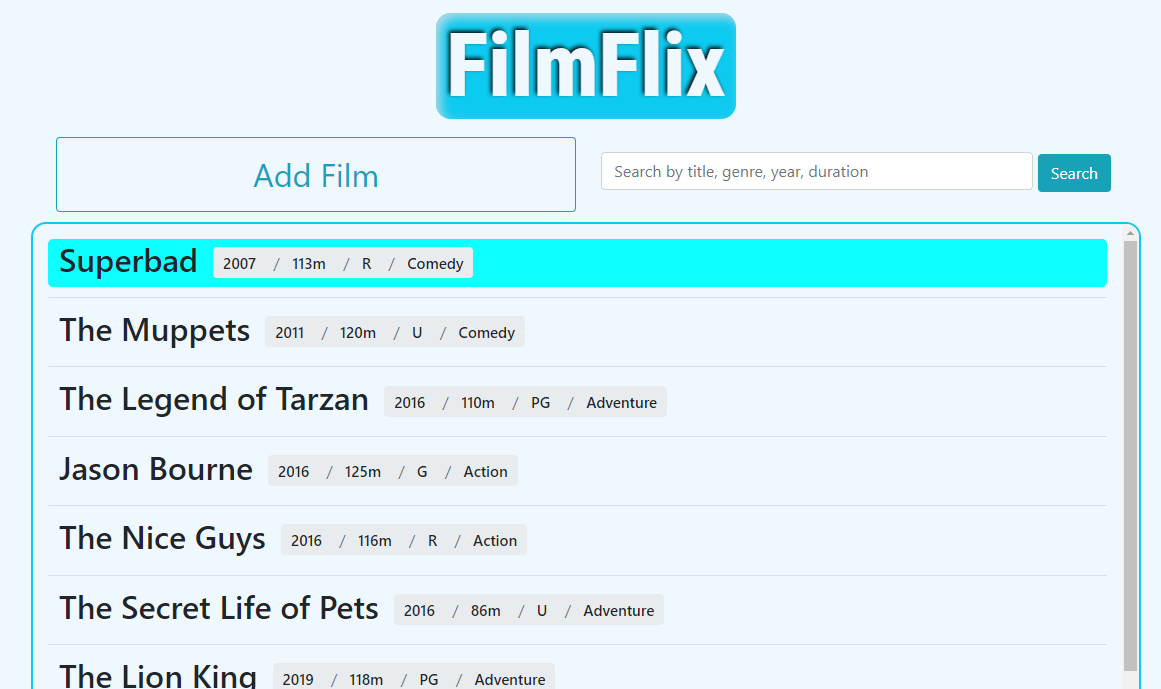 FilmFlix
Add Film
Search by title, genre, year, duration
Search
Superbad 2007 / 113m / R / Comedy
The Muppets 2011 / 120m / U / Comedy
The Legend of Tarzan 2016 / 110m / PG / Adventure
Jason Bourne 2016 / 125m / G / Action
The Nice Guys 2016 / 116m / R / Action
The Secret Life of Pets 2016 / 86m / U / Adventure
The Lion King 2019 / 118m / PG / Adventure